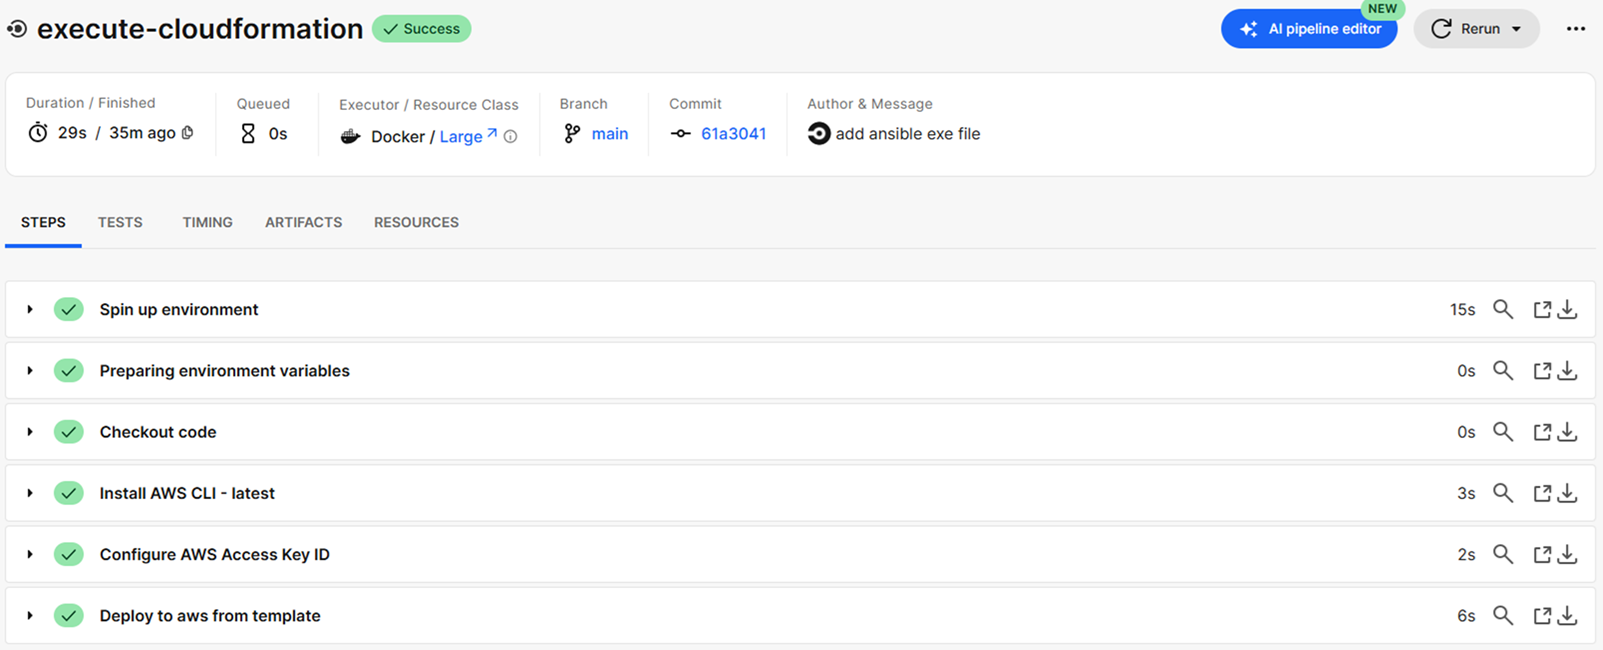 execute-cloudformation Success AI pipeline editor NEW Rerun
Duration / Finished Queued Executor / Resource Class Branch Commit Author & Message
29s / 35m ago 0s Docker / Large main 61a3041 add ansible exe file
STEPS TESTS TIMING ARTIFACTS RESOURCES
Spin up environment 15s
Preparing environment variables 0s
Checkout code 0s
Install AWS CLI - latest 3s
Configure AWS Access Key ID 2s
Deploy to aws from template 6s